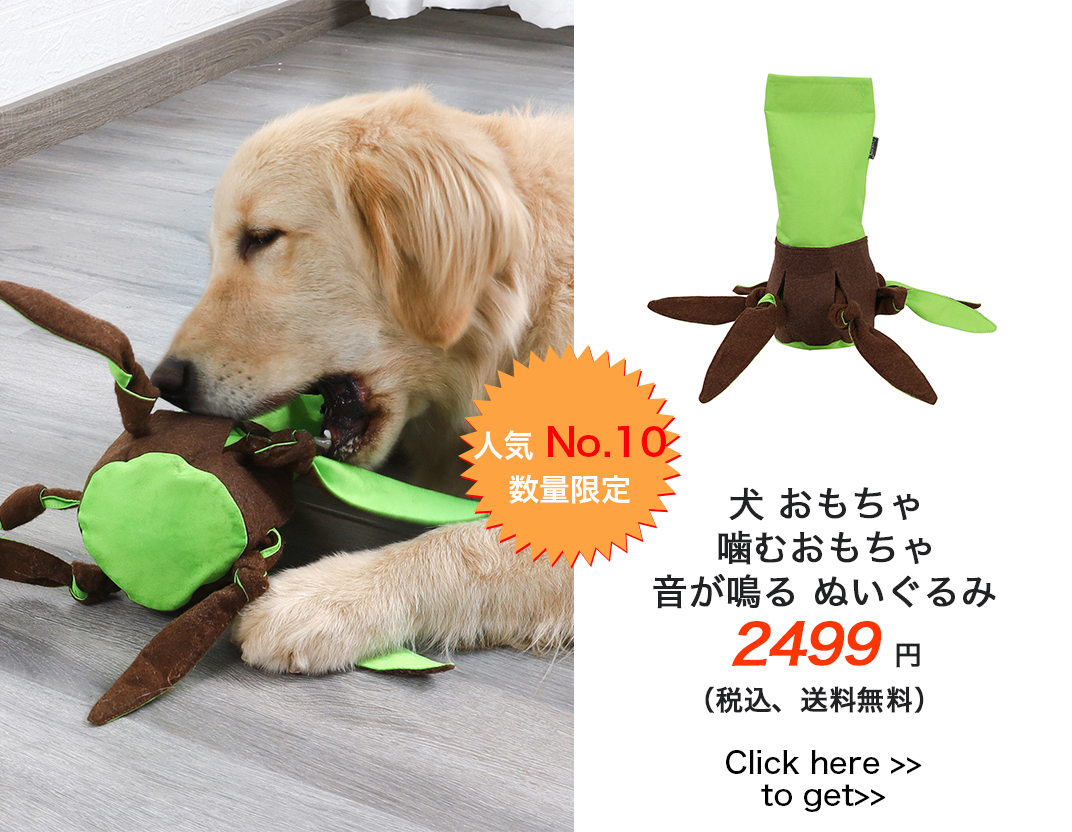 人気 No.10
数量限定
犬 おもちゃ
噛むおもちゃ
音が鳴る ぬいぐるみ
2499 円
（税込、送料無料）
Click here >>
to get>>